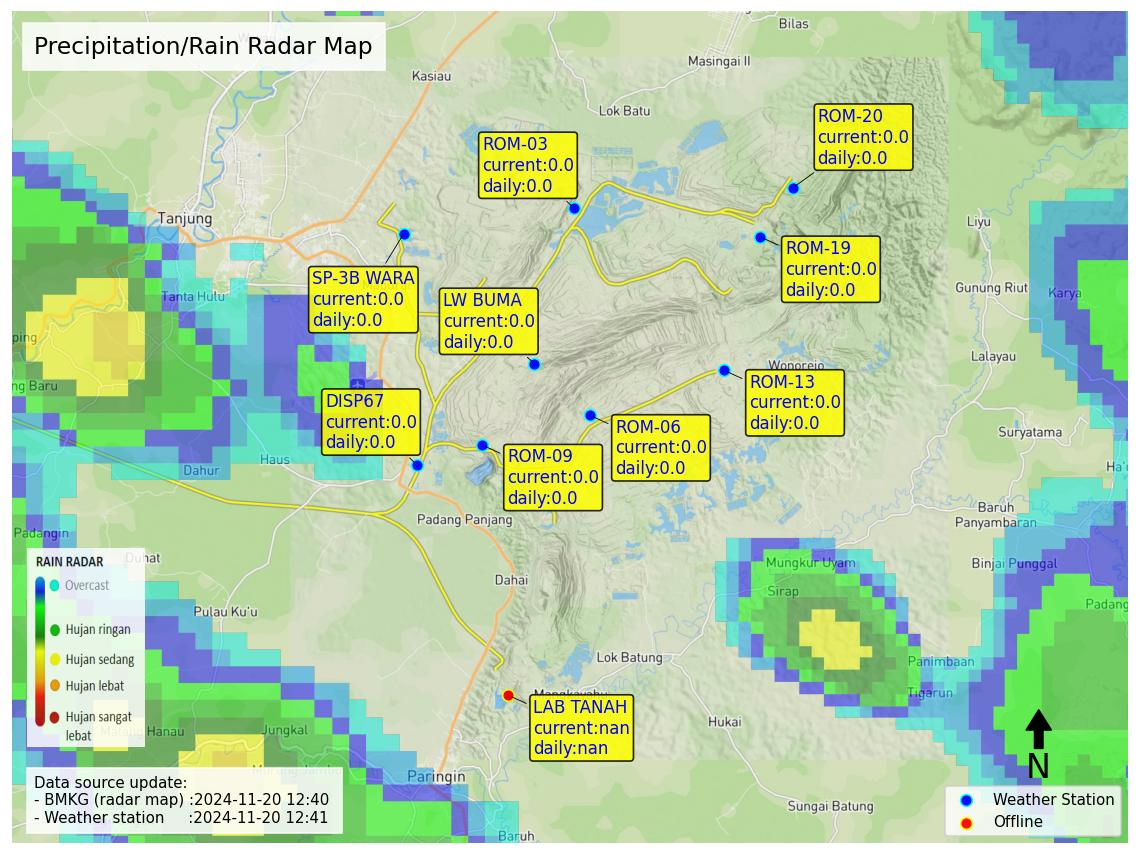 Precipitation/Rain Radar Map
Bilas
Masingai II
Kasiau
Lok Batu
ROM-20
current:0.0
daily:0.0
ROM-03
current:0.0
daily:0.0
Tanjung
Liyu
ROM-19
current:0.0
daily:0.0
SP-3B WARA
current:0.0
daily:0.0
LW BUMA
current:0.0
daily:0.0
Tanta Hulu
Gunung Riut
Karya
ping
Lalayau
Wonorejo
ng Baru
ROM-13
current:0.0
daily:0.0
DISP67
current:0.0
daily:0.0
ROM-06
current:0.0
daily:0.0
Suryatama
ROM-09
current:0.0
daily:0.0
Haus
Dahur
Ha'u
Baruh
Panyambaran
Padang Panjang
Padangin
Binjai Punggal
Mungkur Uyam
Sirap
Dahai
Padang
Pulau Ku'u
RAIN RADAR
Overcast
Hujan ringan
Hujan sedang
Hujan lebat
Hujan sangat
lebat
Lok Batung
Panimbaan
Tigarun
LAB TANAH
current:nan
daily:nan
Hukai
Jungkal
Paringin
N
Data source update:
- BMKG (radar map) :2024-11-20 12:40
- Weather station :2024-11-20 12:41
Sungai Batung
Baruh
Weather Station
Offline